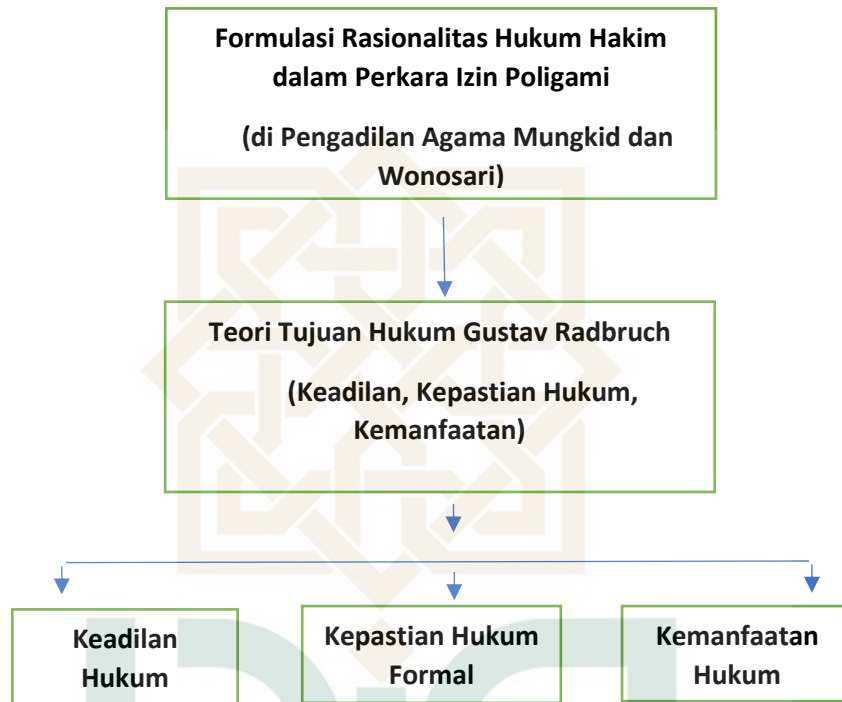 Formulasi Rasionalitas Hukum Hakim
dalam Perkara Izin Poligami
(di Pengadilan Agama Mungkid dan
Wonosari)
Teori Tujuan Hukum Gustav Radbruch
(Keadilan, Kepastian Hukum,
Kemanfaatan)
Keadilan
Hukum
Kepastian Hukum
Formal
Kemanfaatan
Hukum